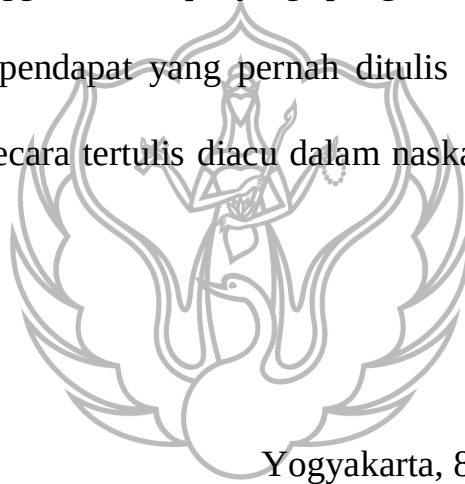 pendapat yang pernah ditulis
ecara tertulis diacu dalam naska
Yogyakarta, 8